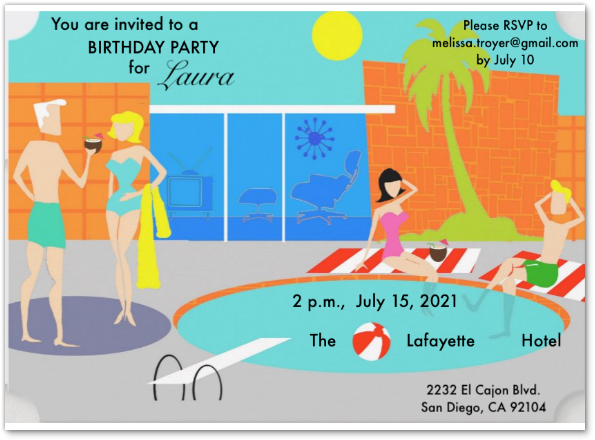 You are invited to a
BIRTHDAY PARTY
for Laura
Please RSVP to
melissa.troyer@gmail.com
by July 10
2 p.m., July 15, 2021
The Lafayette Hotel
2232 El Cajon Blvd.
San Diego, CA 92104